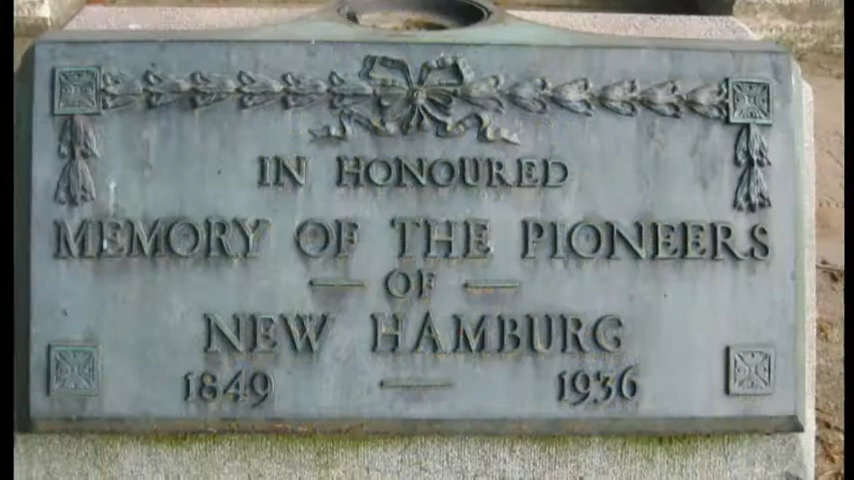 IN HONOURED
MEMORY OF THE PIONEERS
— OF —
NEW HAMBURG
1849 — 1936